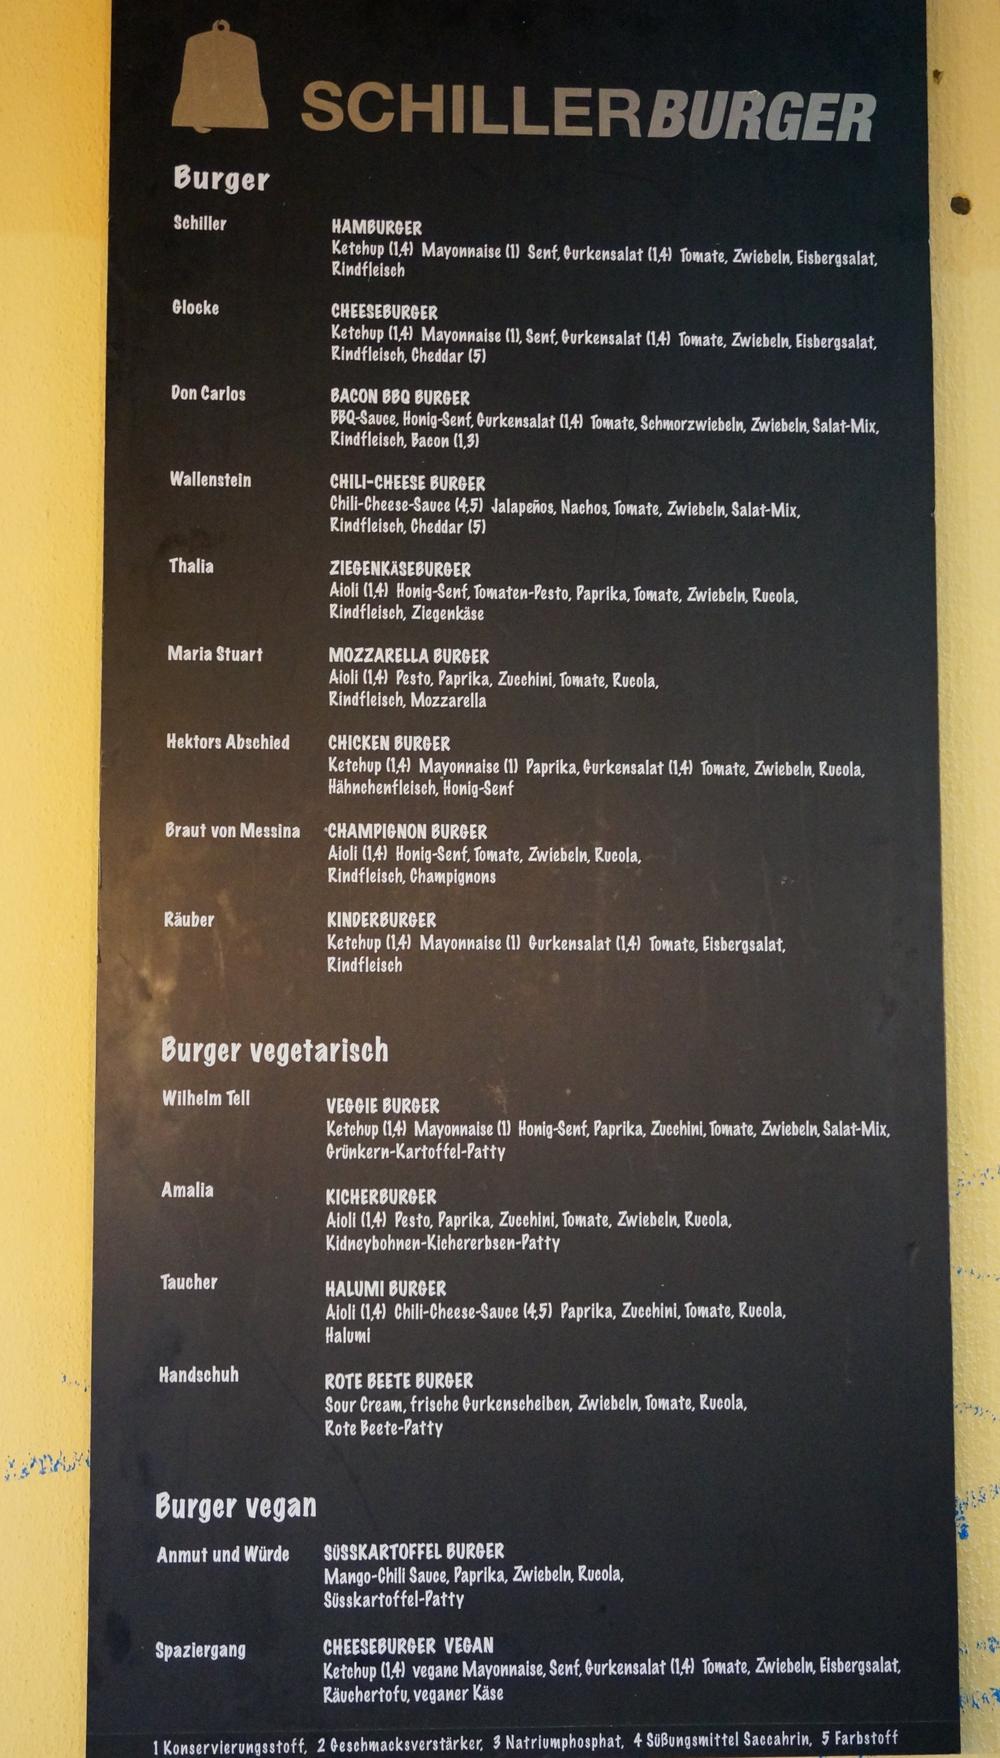 SCHILLERBURGER
Burger
Schiller
HAMBURGER
Ketchup (1,4) Mayonnaise (1) Senf, Gurkensalat (1,4) Tomate, Zwiebeln, Eisbergsalat,
Rindfleisch
Glocke
CHEESEBURGER
Ketchup (1,4) Mayonnaise (1), Senf, Gurkensalat (1,4) Tomate, Zwiebeln, Eisbergsalat,
Rindfleisch, Cheddar (5)
Don Carlos
BACON BBQ BURGER
BBQ-Sauce, Honig-Senf, Gurkensalat (1,4) Tomate, Schmorzwiebeln, Zwiebeln, Salat-Mix,
Rindfleisch, Bacon (1,3)
Wallenstein
CHILI-CHEESE BURGER
Chili-Cheese-Sauce (4,5) Jalapeños, Nachos, Tomate, Zwiebeln, Salat-Mix,
Rindfleisch, Cheddar (5)
Thalia
ZIEGENKÄSEBURGER
Aioli (1,4) Honig-Senf, Tomaten-Pesto, Paprika, Tomate, Zwiebeln, Rucola,
Rindfleisch, Ziegenkäse
Maria Stuart
MOZZARELLA BURGER
Aioli (1,4) Pesto, Paprika, Zucchini, Tomate, Rucola,
Rindfleisch, Mozzarella
Hektors Abschied
CHICKEN BURGER
Ketchup (1,4) Mayonnaise (1) Paprika, Gurkensalat (1,4) Tomate, Zwiebeln, Rucola,
Hähnchenfleisch, Honig-Senf
Braut von Messina
CHAMPIGNON BURGER
Aioli (1,4) Honig-Senf, Tomate, Zwiebeln, Rucola,
Rindfleisch, Champignons
Räuber
KINDERBURGER
Ketchup (1,4) Mayonnaise (1) Gurkensalat (1,4) Tomate, Eisbergsalat,
Rindfleisch
Burger vegetarisch
Wilhelm Tell
VEGGIE BURGER
Ketchup (1,4) Mayonnaise (1) Honig-Senf, Paprika, Zucchini, Tomate, Zwiebeln, Salat-Mix,
Grünkern-Kartoffel-Patty
Amalia
KICHERBURGER
Aioli (1,4) Pesto, Paprika, Zucchini, Tomate, Zwiebeln, Rucola,
Kidneybohnen-Kichererbsen-Patty
Taucher
HALUMI BURGER
Aioli (1,4) Chili-Cheese-Sauce (4,5) Paprika, Zucchini, Tomate, Rucola,
Halumi
Handschuh
ROTE BEETE BURGER
Sour Cream, frische Gurkenscheiben, Zwiebeln, Tomate, Rucola,
Rote Beete-Patty
Burger vegan
Anmut und Würde
SÜSSKARTOFFEL BURGER
Mango-Chili Sauce, Paprika, Zwiebeln, Rucola,
Süsskartoffel-Patty
Spaziergang
CHEESEBURGER VEGAN
Ketchup (1,4) vegane Mayonnaise, Senf, Gurkensalat (1,4) Tomate, Zwiebeln, Eisbergsalat,
Räuchertofu, veganer Käse
1 Konservierungsstoff, 2 Geschmacksverstärker, 3 Natriumphosphat, 4 Süßungsmittel Saccahrin, 5 Farbstoff